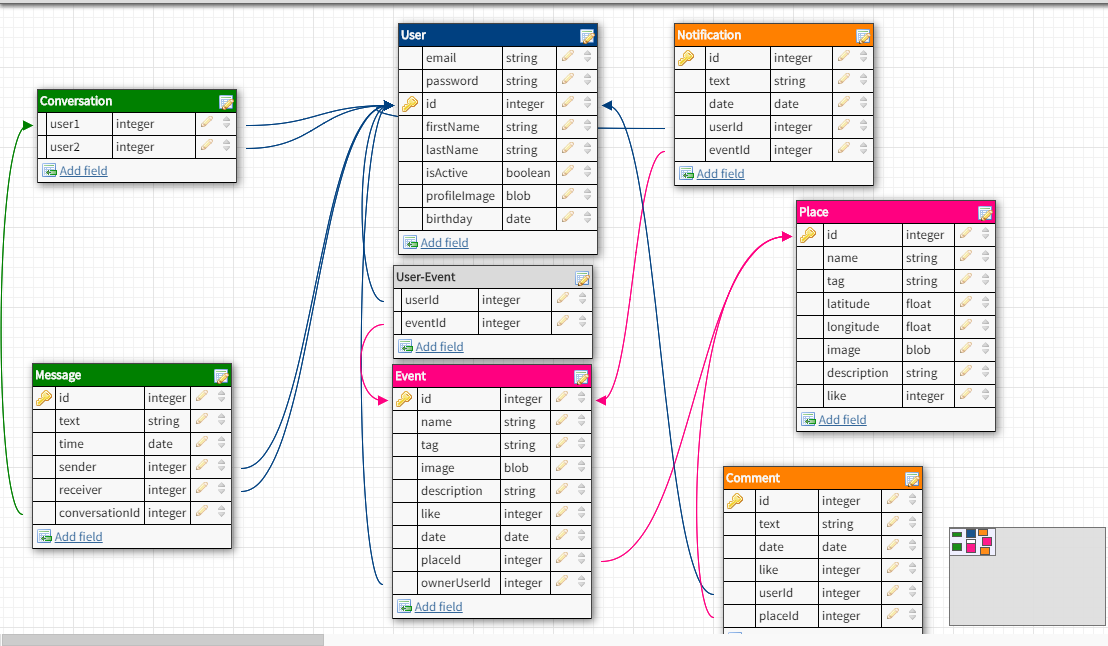 User
email string
password string
id integer
firstName string
lastName string
isActive boolean
profileImage blob
birthday date
Add field
Notification
id integer
text string
date date
userId integer
eventId integer
Add field
Conversation
user1 integer
user2 integer
Add field
Place
id integer
name string
tag string
latitude float
longitude float
image blob
description string
like integer
Add field
User-Event
userId integer
eventId integer
Add field
Message
id integer
text string
time date
sender integer
receiver integer
conversationId integer
Add field
Event
id integer
name string
tag string
image blob
description string
like integer
date date
placeId integer
ownerUserId integer
Add field
Comment
id integer
text string
date date
like integer
userId integer
placeId integer